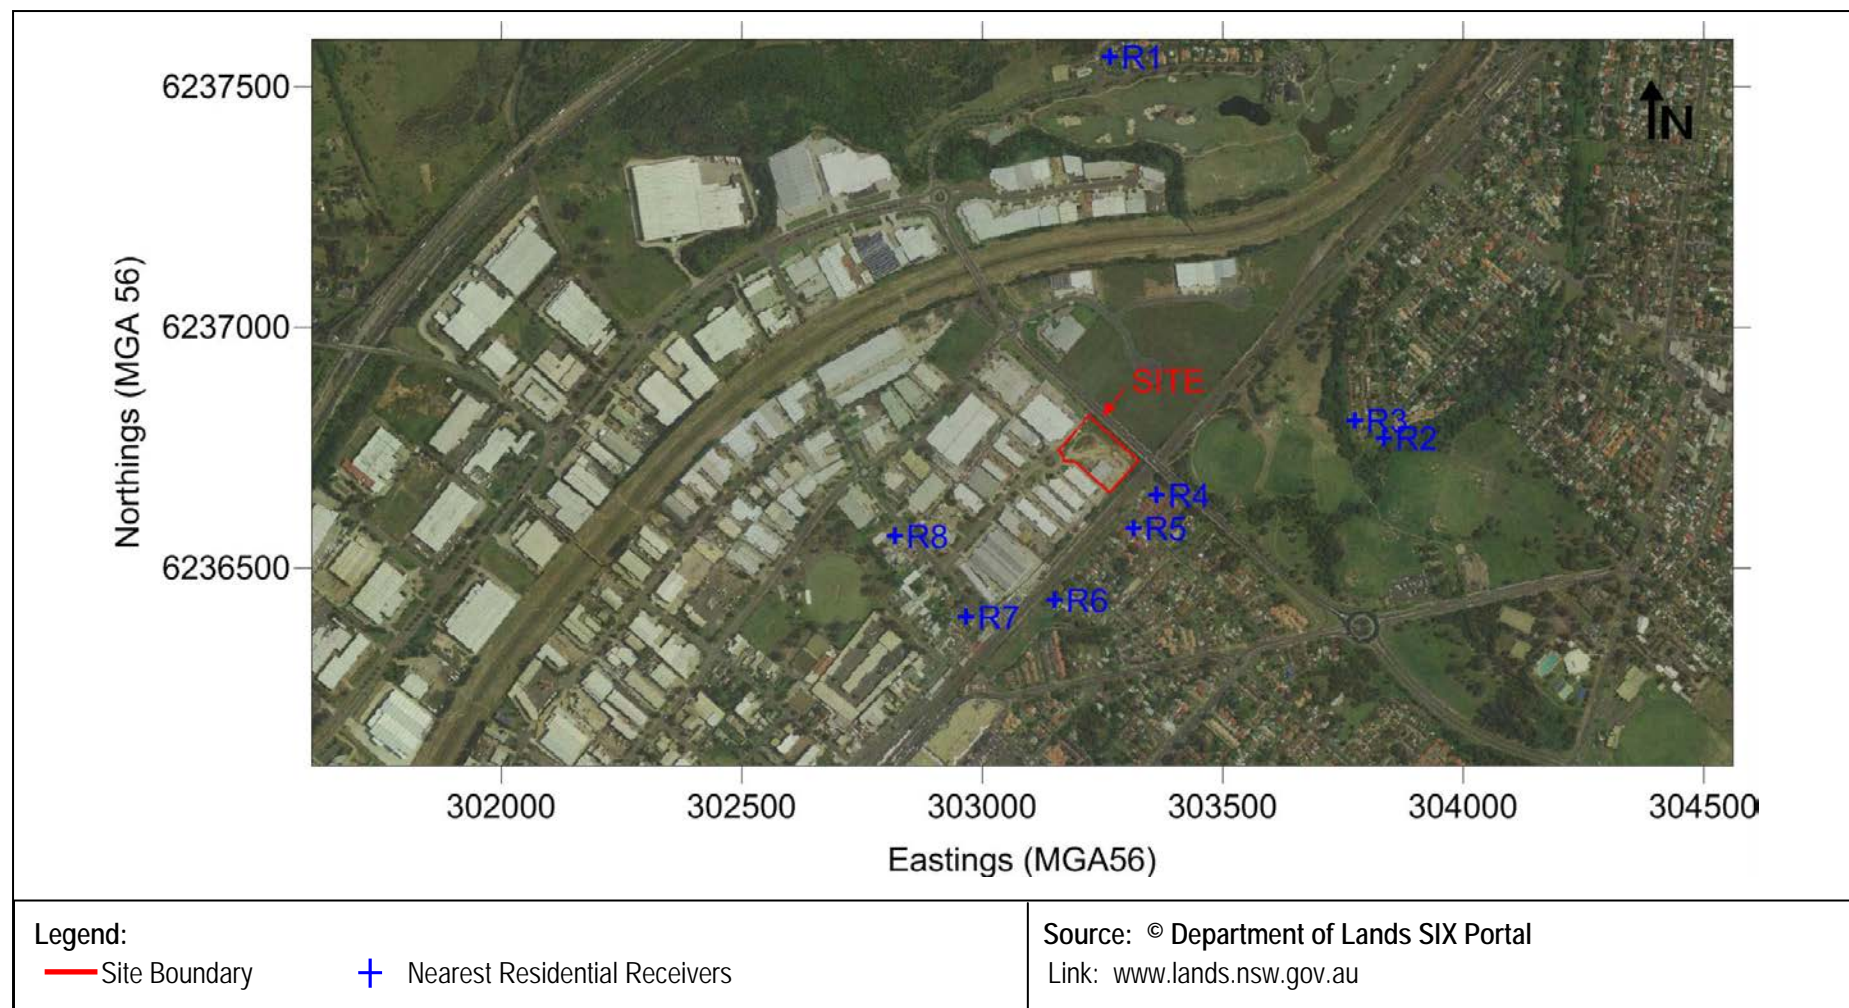 R1
6237500
N
Northings (MGA 56)
6237000
SITE
R3
R2
R4
R5
R8
6236500
R6
R7
302000 302500 303000 303500 304000 304500
Eastings (MGA56)
Legend:
Site Boundary
Nearest Residential Receivers
Source: © Department of Lands SIX Portal
Link: www.lands.nsw.gov.au